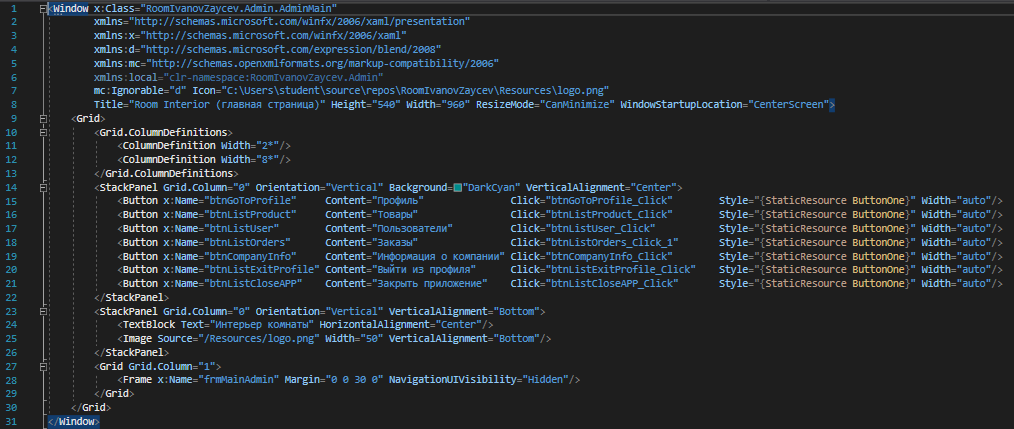 1 <Window x:Class="RoomIvanovZaycev.Admin.AdminMain"
2 xmlns="http://schemas.microsoft.com/winfx/2006/xaml/presentation"
3 xmlns:x="http://schemas.microsoft.com/winfx/2006/xaml"
4 xmlns:d="http://schemas.microsoft.com/expression/blend/2008"
5 xmlns:mc="http://schemas.openxmlformats.org/markup-compatibility/2006"
6 xmlns:local="clr-namespace:RoomIvanovZaycev.Admin"
7 mc:Ignorable="d" Icon="C:\Users\student\source\repos\RoomIvanovZaycev\Resources\logo.png"
8 Title="Room Interior (главная страница)" Height="540" Width="960" ResizeMode="CanMinimize" WindowStartupLocation="CenterScreen">
9 <Grid>
10 <Grid.ColumnDefinitions>
11 <ColumnDefinition Width="2*"/>
12 <ColumnDefinition Width="8*"/>
13 </Grid.ColumnDefinitions>
14 <StackPanel Grid.Column="0" Orientation="Vertical" Background="DarkCyan" VerticalAlignment="Center">
15 <Button x:Name="btnGoToProfile" Content="Профиль" Click="btnGoToProfile_Click" Style="{StaticResource ButtonOne}" Width="auto"/>
16 <Button x:Name="btnListProduct" Content="Товары" Click="btnListProduct_Click" Style="{StaticResource ButtonOne}" Width="auto"/>
17 <Button x:Name="btnListUser" Content="Пользователи" Click="btnListUser_Click" Style="{StaticResource ButtonOne}" Width="auto"/>
18 <Button x:Name="btnListOrders" Content="Заказы" Click="btnListOrders_Click_1" Style="{StaticResource ButtonOne}" Width="auto"/>
19 <Button x:Name="btnCompanyInfo" Content="Информация о компании" Click="btnCompanyInfo_Click" Style="{StaticResource ButtonOne}" Width="auto"/>
20 <Button x:Name="btnListExitProfile" Content="Выйти из профиля" Click="btnListExitProfile_Click" Style="{StaticResource ButtonOne}" Width="auto"/>
21 <Button x:Name="btnListCloseAPP" Content="Закрыть приложение" Click="btnListCloseAPP_Click" Style="{StaticResource ButtonOne}" Width="auto"/>
22 </StackPanel>
23 <StackPanel Grid.Column="0" Orientation="Vertical" VerticalAlignment="Bottom">
24 <TextBlock Text="Интерьер комнаты" HorizontalAlignment="Center"/>
25 <Image Source="/Resources/logo.png" Width="50" VerticalAlignment="Bottom"/>
26 </StackPanel>
27 <Grid Grid.Column="1">
28 <Frame x:Name="frmMainAdmin" Margin="0 0 30 0" NavigationUIVisibility="Hidden"/>
29 </Grid>
30 </Grid>
31 </Window>